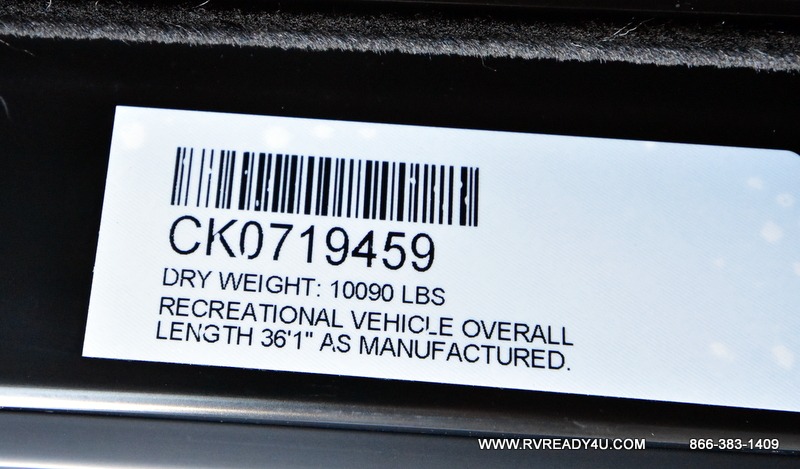 CK0719459
DRY WEIGHT: 10090 LBS
RECREATIONAL VEHICLE OVERALL
LENGTH 36'1" AS MANUFACTURED.
WWW.RVREADY4U.COM 866-383-1409